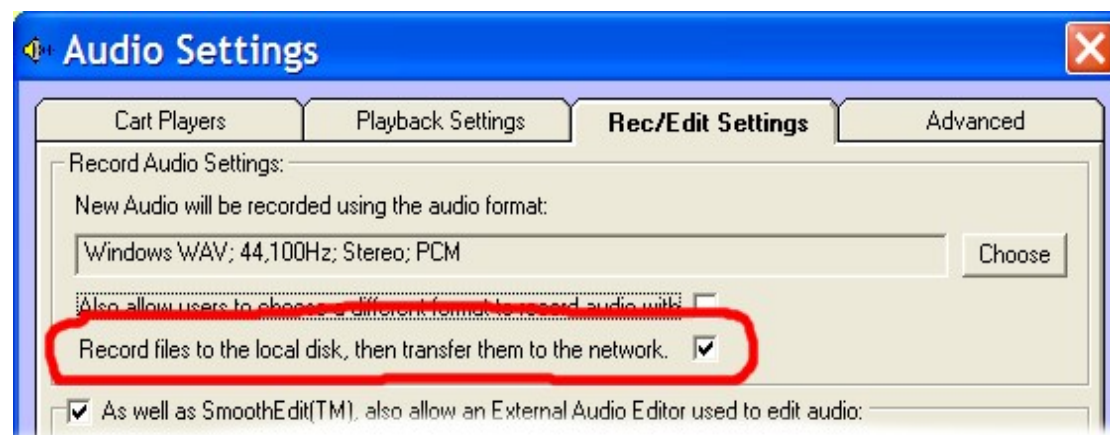 Audio Settings
Cart Players Playback Settings Rec/Edit Settings Advanced
Record Audio Settings:
New Audio will be recorded using the audio format:
Windows WAV; 44,100Hz; Stereo; PCM Choose
Also allow users to choose a different format to record audio with
Record files to the local disk, then transfer them to the network.
As well as SmoothEdit(TM), also allow an External Audio Editor used to edit audio: